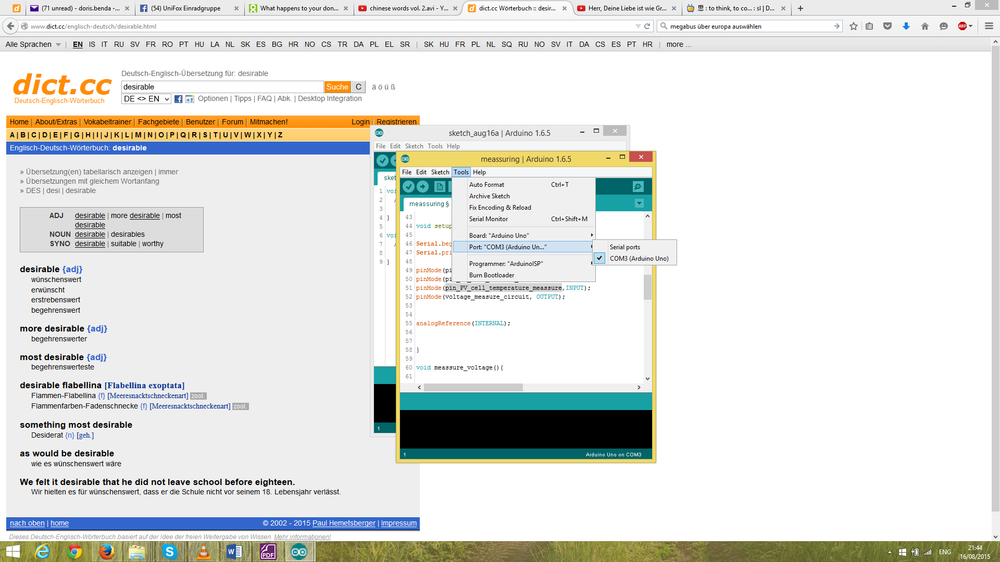 (71 unread) - doris.benda -...
(54) UniFox Einradgruppe
What happens to your don...
chinese words vol. 2.avi - Y...
dict.cc Wörterbuch :: desir...
Herr, Deine Liebe ist wie Gr...
思 : to think, to co... : sī | D...
www.dict.cc/englisch-deutsch/desirable.html
megabus über europa auswählen
ABP
Alle Sprachen | EN IS IT RU SV FR RO PT HU LA NL SK ES BG HR NO CS TR DA PL EL SR | SK HU FR PL NL SQ RU NO SV IT DA CS ES PT HR | more ...
dict.cc
Deutsch-Englisch-Wörterbuch
Deutsch-Englisch-Übersetzung für: desirable
desirable Suche C ä ö ü ß
DE <> EN Optionen | Tipps | FAQ | Abk. | Desktop Integration
Home | About/Extras | Vokabeltrainer | Fachgebiete | Benutzer | Forum | Mitmachen! Login | Registrieren
A | B | C | D | E | F | G | H | I | J | K | L | M | N | O | P | Q | R | S | T | U | V | W | X | Y | Z
Englisch-Deutsch-Wörterbuch: desirable
» Übersetzung(en) tabellarisch anzeigen | immer
» Übersetzungen mit gleichem Wortanfang
» DES | desi | desirable
ADJ desirable | more desirable | most
desirable
NOUN desirable | desirables
SYNO desirable | suitable | worthy
desirable {adj}
wünschenswert
erwünscht
erstrebenswert
begehrenswert
more desirable {adj}
begehrenswerter
most desirable {adj}
begehrenswerteste
desirable flabellina [Flabellina exoptata]
Flammen-Flabellina {f} [Meeresnacktschneckenart] zool.
Flammenfarben-Fadenschnecke {f} [Meeresnacktschneckenart] zool.
something most desirable
Desiderat {n} [geh.]
as would be desirable
wie es wünschenswert wäre
We felt it desirable that he did not leave school before eighteen.
Wir hielten es für wünschenswert, dass er die Schule nicht vor seinem 18. Lebensjahr verlässt.
nach oben | home © 2002 - 2015 Paul Hemetsberger | Impressum
Dieses Deutsch-Englisch-Wörterbuch basiert auf der Idee der freien Weitergabe von Wissen. Mehr informationen!
sketch_aug16a | Arduino 1.6.5
File Edit Sketch Tools Help
sket
1 voi
2 /
3
4 }
5
6 voi
7 /
8
9 }
1
meassuring | Arduino 1.6.5
File Edit Sketch Tools Help
meassuring §
Auto Format Ctrl+T
Archive Sketch
Fix Encoding & Reload
Serial Monitor Ctrl+Shift+M
Board: "Arduino Uno"
Port: "COM3 (Arduino Un..."
Programmer: "ArduinoISP"
Burn Bootloader
Serial ports
COM3 (Arduino Uno)
43
44 void setup
45
46 Serial.beg
47 Serial.pri
48
49 pinMode(pi
50 pinMode(pi
51 pinMode(pin_PV_cell_temperature_meassure,INPUT);
52 pinMode(voltage_measure_circuit, OUTPUT);
53
54
55 analogReference(INTERNAL);
56
57
58 }
59
60 void meassure_voltage(){
61
1 Arduino Uno on COM3
PDF
ENG
21:44
16/08/2015